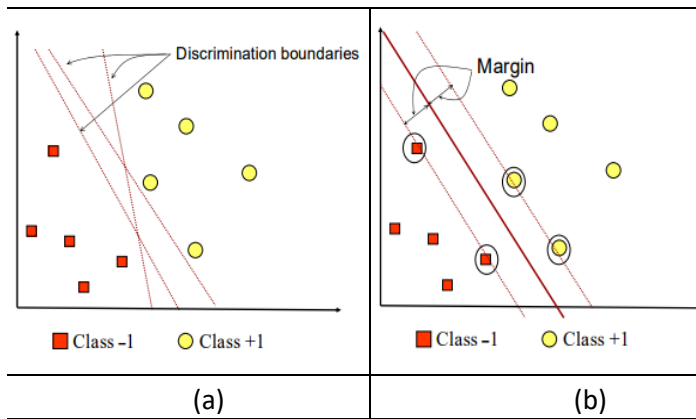 Discrimination boundaries
Class –1 Class +1
(a)
Margin
Class –1 Class +1
(b)